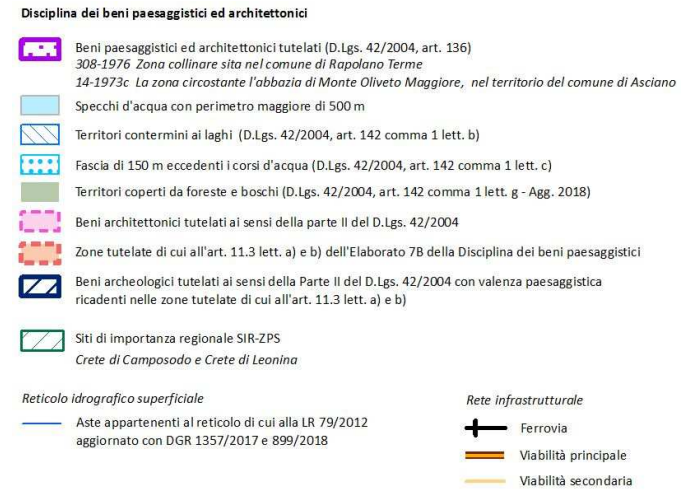 Disciplina dei beni paesaggistici ed architettonici
Beni paesaggistici ed architettonici tutelati (D.Lgs. 42/2004, art. 136)
308-1976 Zona collinare sita nel comune di Rapolano Terme
14-1973c La zona circostante l'abbazia di Monte Oliveto Maggiore, nel territorio del comune di Asciano
Specchi d'acqua con perimetro maggiore di 500 m
Territori contermini ai laghi (D.Lgs. 42/2004, art. 142 comma 1 lett. b)
Fascia di 150 m eccedenti i corsi d'acqua (D.Lgs. 42/2004, art. 142 comma 1 lett. c)
Territori coperti da foreste e boschi (D.Lgs. 42/2004, art. 142 comma 1 lett. g - Agg. 2018)
Beni architettonici tutelati ai sensi della parte II del D.Lgs. 42/2004
Zone tutelate di cui all'art. 11.3 lett. a) e b) dell'Elaborato 7B della Disciplina dei beni paesaggistici
Beni archeologici tutelati ai sensi della Parte II del D.Lgs. 42/2004 con valenza paesaggistica
ricadenti nelle zone tutelate di cui all'art. 11.3 lett. a) e b)
Siti di importanza regionale SIR-ZPS
Crete di Camposodo e Crete di Leonina
Reticolo idrografico superficiale
Aste appartenenti al reticolo di cui alla LR 79/2012
aggiornato con DGR 1357/2017 e 899/2018
Rete infrastrutturale
Ferrovia
Viabilità principale
Viabilità secondaria